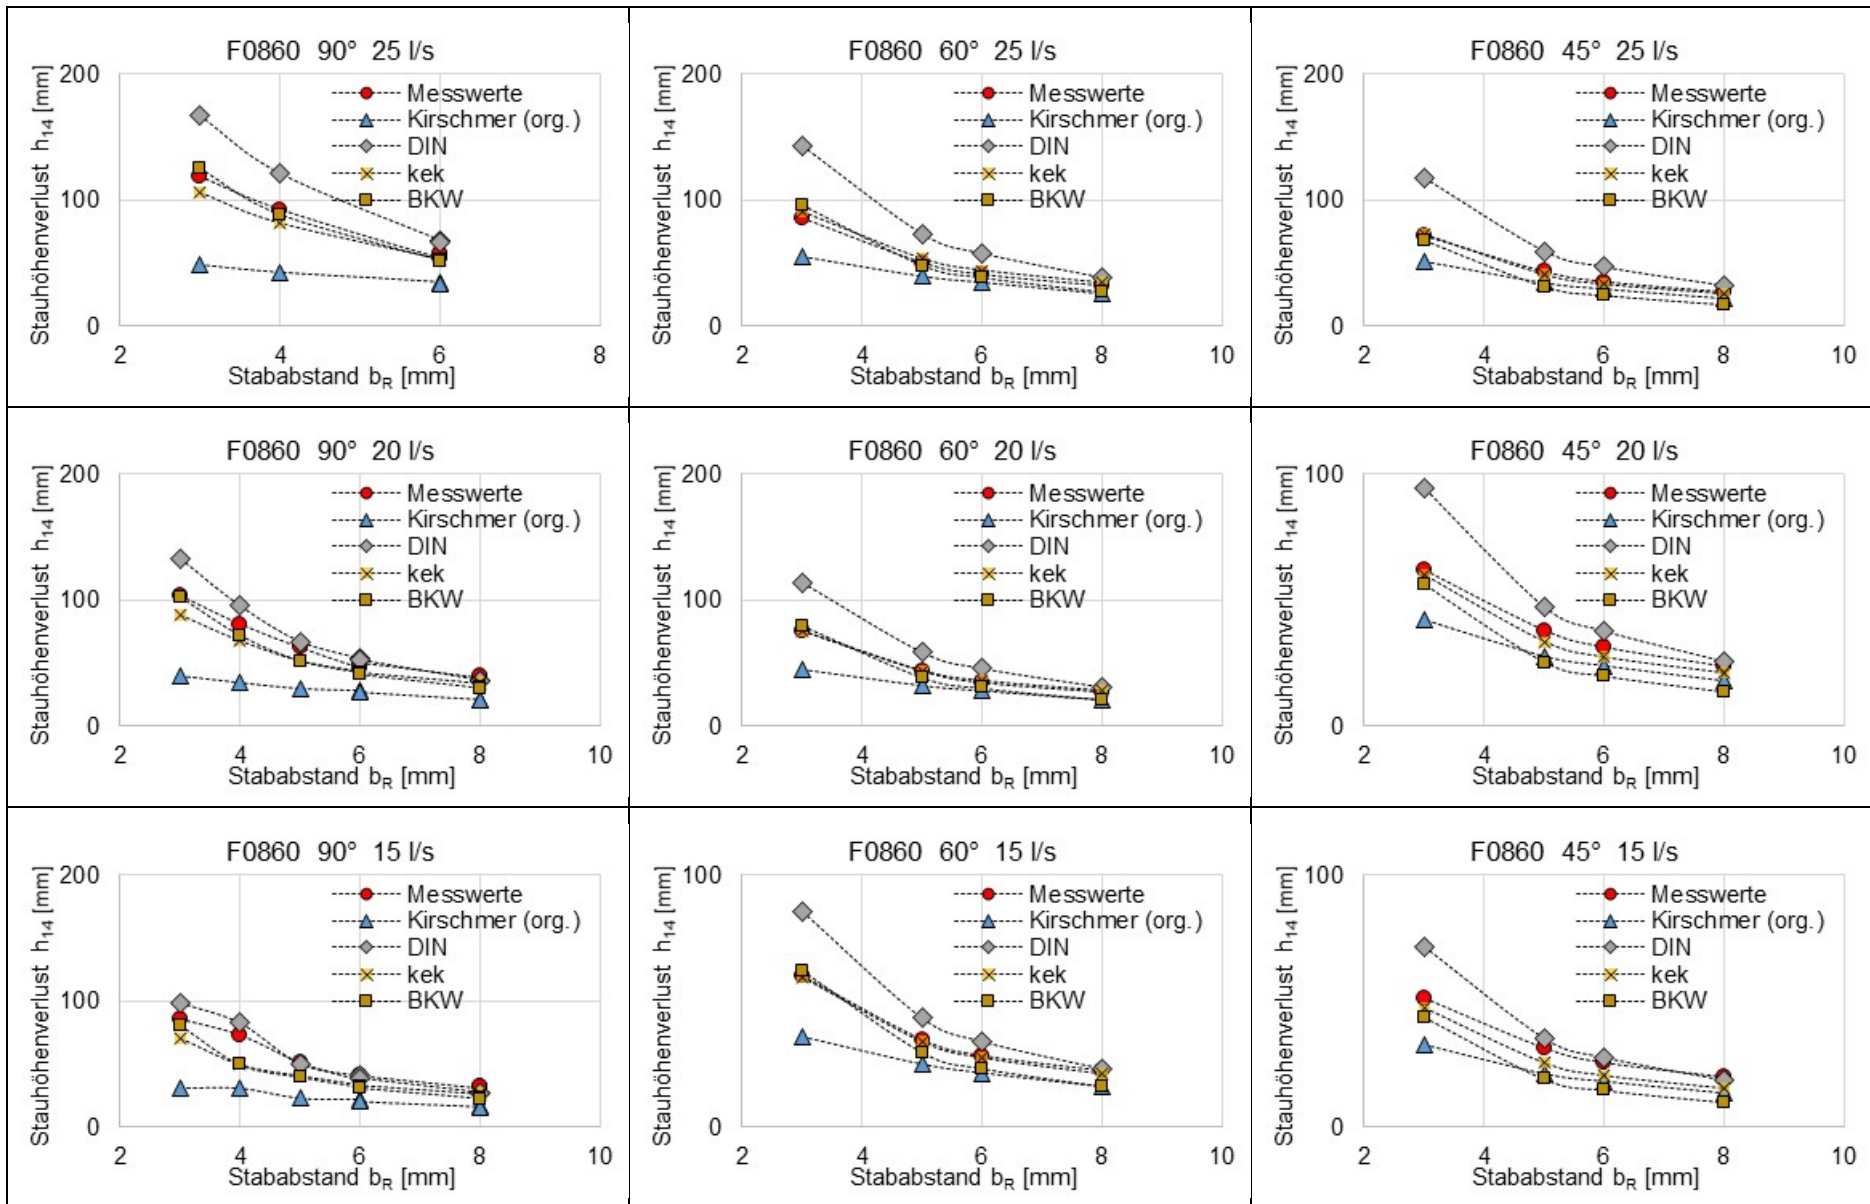 F0860 90° 25 l/s
Stauhöhenverlust h14 [mm]
200
100
0
Messwerte
Kirschmer (org.)
DIN
kek
BKW
2 4 6 8
Stababstand bR [mm]
F0860 60° 25 l/s
Stauhöhenverlust h14 [mm]
200
100
0
Messwerte
Kirschmer (org.)
DIN
kek
BKW
2 4 6 8 10
Stababstand bR [mm]
F0860 45° 25 l/s
Stauhöhenverlust h14 [mm]
200
100
0
Messwerte
Kirschmer (org.)
DIN
kek
BKW
2 4 6 8 10
Stababstand bR [mm]
F0860 90° 20 l/s
Stauhöhenverlust h14 [mm]
200
100
0
Messwerte
Kirschmer (org.)
DIN
kek
BKW
2 4 6 8 10
Stababstand bR [mm]
F0860 60° 20 l/s
Stauhöhenverlust h14 [mm]
200
100
0
Messwerte
Kirschmer (org.)
DIN
kek
BKW
2 4 6 8 10
Stababstand bR [mm]
F0860 45° 20 l/s
Stauhöhenverlust h14 [mm]
100
0
Messwerte
Kirschmer (org.)
DIN
kek
BKW
2 4 6 8 10
Stababstand bR [mm]
F0860 90° 15 l/s
Stauhöhenverlust h14 [mm]
200
100
0
Messwerte
Kirschmer (org.)
DIN
kek
BKW
2 4 6 8 10
Stababstand bR [mm]
F0860 60° 15 l/s
Stauhöhenverlust h14 [mm]
100
0
Messwerte
Kirschmer (org.)
DIN
kek
BKW
2 4 6 8 10
Stababstand bR [mm]
F0860 45° 15 l/s
Stauhöhenverlust h14 [mm]
100
0
Messwerte
Kirschmer (org.)
DIN
kek
BKW
2 4 6 8 10
Stababstand bR [mm]